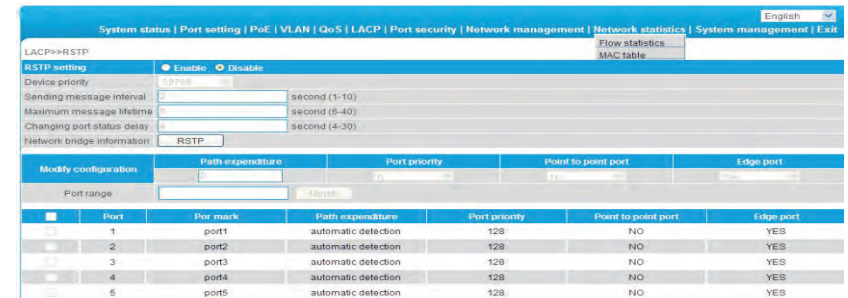 English
System status | Port setting | PoE | VLAN | QoS | LACP | Port security | Network management | Network statistics | System management | Exit
Flow statistics
MAC table
LACP>>RSTP
RSTP setting Enable Disable
Device priority 32768
Sending message interval second (1-10)
Maximum message lifetime second (6-40)
Changing port status delay second (4-30)
Network bridge information RSTP
Modify configuration Path expenditure Port priority Point to point port Edge port
0
Port range Modify
Port Por mark Path expenditure Port priority Point to point port Edge port
1 port1 automatic detection 128 NO YES
2 port2 automatic detection 128 NO YES
3 port3 automatic detection 128 NO YES
4 port4 automatic detection 128 NO YES
5 port5 automatic detection 128 NO YES